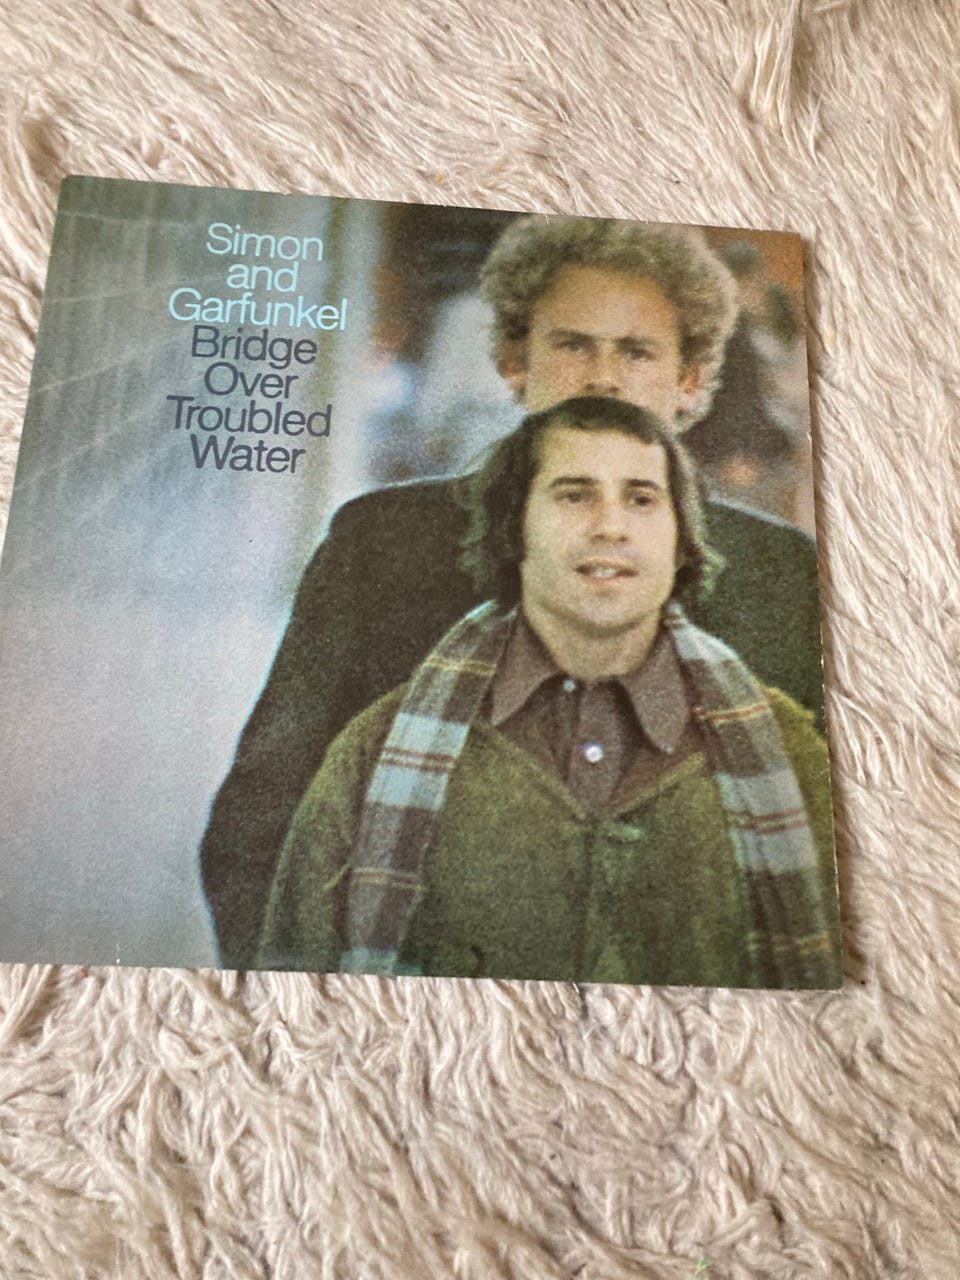 Simon
and
Garfunkel
Bridge
Over
Troubled
Water